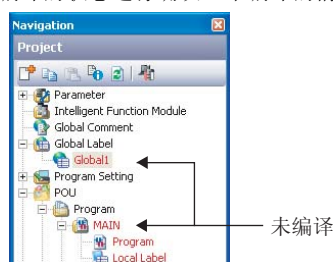 Navigation
Project
Parameter
Intelligent Function Module
Global Comment
Global Label
Global1
Program Setting
POU
Program
MAIN
未编译
Program
Local Label